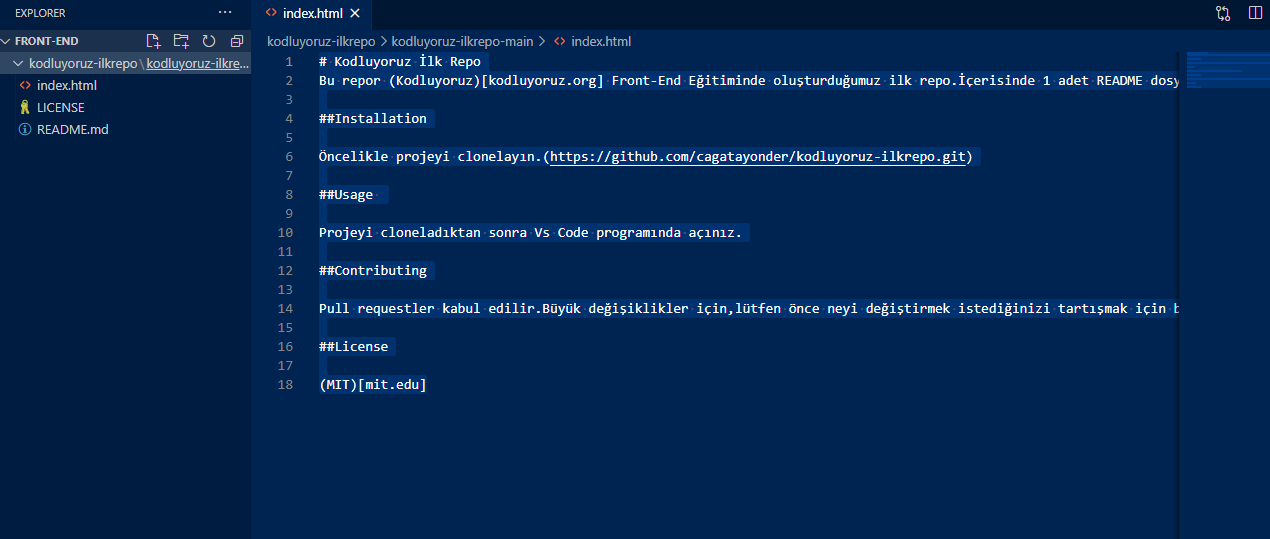 EXPLORER
index.html
FRONT-END
kodluyoruz-ilkrepo \ kodluyoruz-ilkre...
index.html
LICENSE
README.md
kodluyoruz-ilkrepo > kodluyoruz-ilkrepo-main > index.html
1 # Kodluyoruz İlk Repo
2 Bu repor (Kodluyoruz)[kodluyoruz.org] Front-End Eğitiminde oluşturduğumuz ilk repo.İçerisinde 1 adet README dosy
3
4 ##Installation
5
6 Öncelikle projeyi clonelayın.(https://github.com/cagatayonder/kodluyoruz-ilkrepo.git)
7
8 ##Usage
9
10 Projeyi cloneladıktan sonra Vs Code programında açınız.
11
12 ##Contributing
13
14 Pull requestler kabul edilir.Büyük değişiklikler için,lütfen önce neyi değiştirmek istediğinizi tartışmak için b
15
16 ##License
17
18 (MIT)[mit.edu]